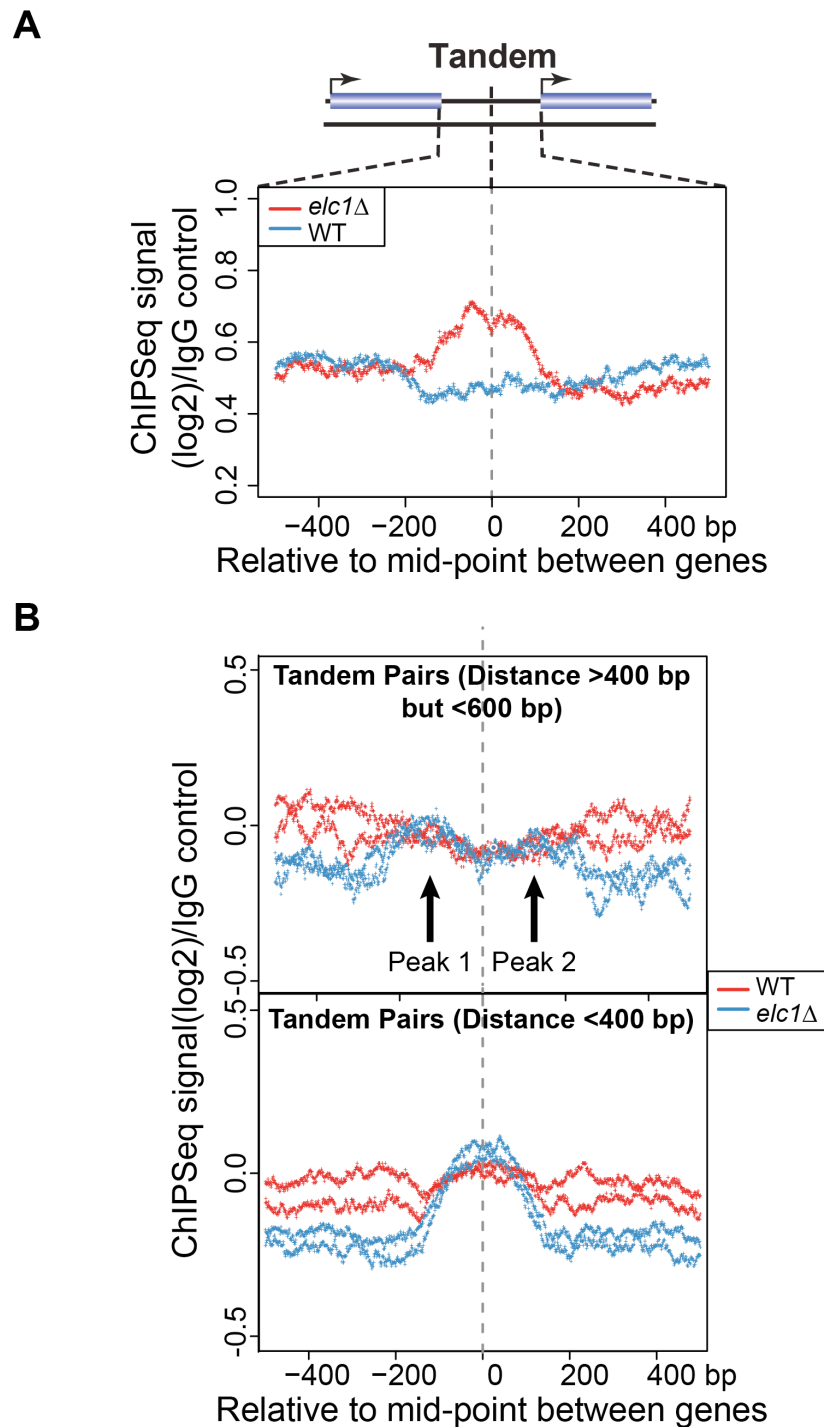 A
Tandem
elc1Δ
WT
ChIPSeq signal
(log2)/IgG control
1.0
0.8
0.6
0.4
0.2
−400 −200 0 200 400 bp
Relative to mid-point between genes
B
Tandem Pairs (Distance >400 bp
but <600 bp)
0.5
0.0
-0.5
Peak 1 Peak 2
WT
elc1Δ
ChIPSeq signal(log2)/IgG control
Tandem Pairs (Distance <400 bp)
0.5
0.0
-0.5
−400 −200 0 200 400 bp
Relative to mid-point between genes